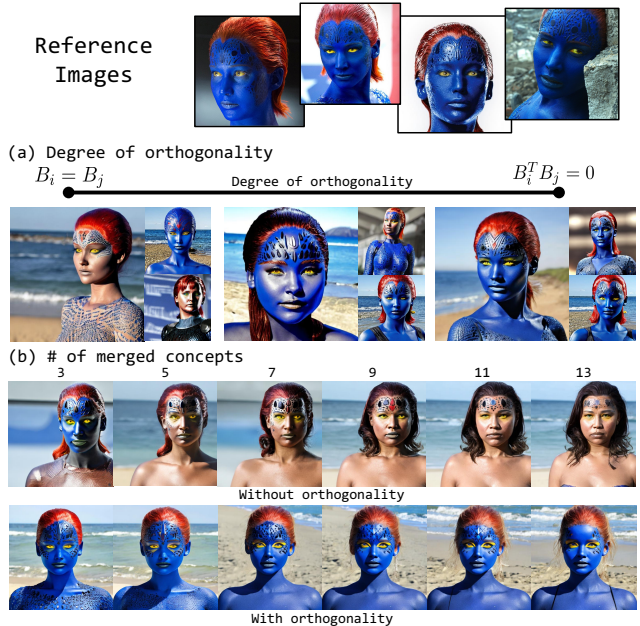 Reference
Images
(a) Degree of orthogonality
B_i = B_j
Degree of orthogonality
B_i^T B_j = 0
(b) # of merged concepts
3 5 7 9 11 13
Without orthogonality
With orthogonality